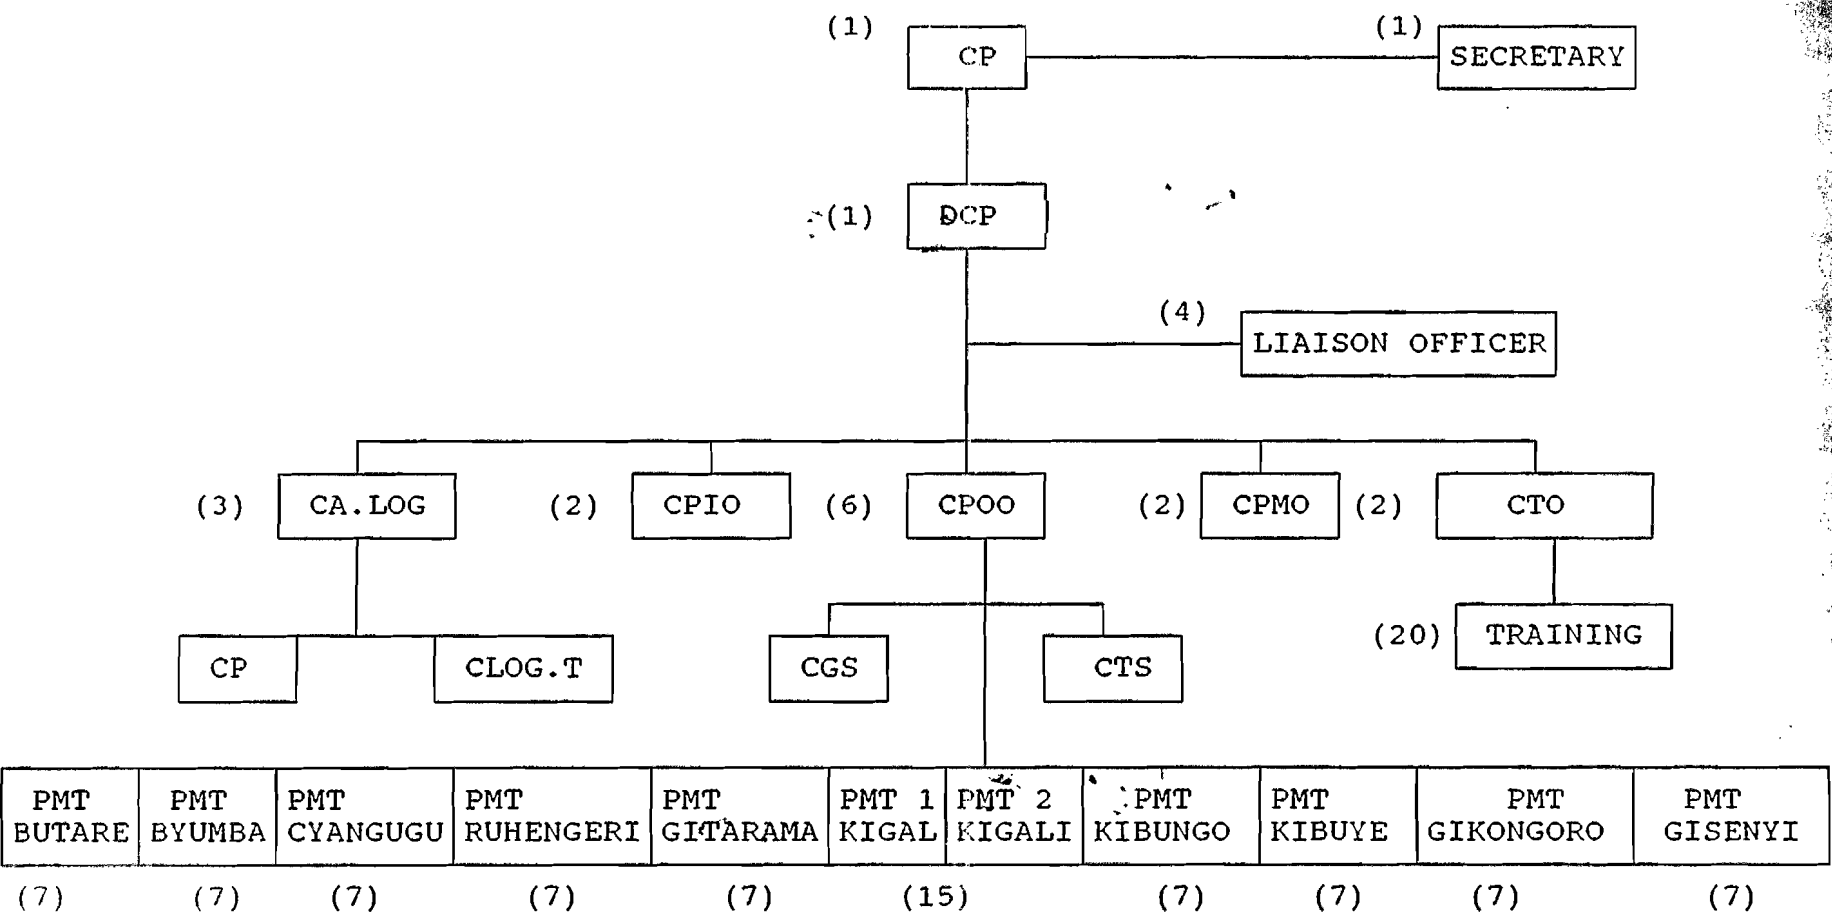 (1) CP (1) SECRETARY
(1) DCP
(4) LIAISON OFFICER
(3) CA.LOG (2) CPIO (6) CPOO (2) CPMO (2) CTO
(20) TRAINING
CP CLOG.T CGS CTS
PMT BUTARE
PMT BYUMBA
PMT CYANGUGU
PMT RUHENGERI
PMT GITARAMA
PMT 1 KIGAL
PMT 2 KIGALI
PMT KIBUNGO
PMT KIBUYE
PMT GIKONGORO
PMT GISENYI
(7) (7) (7) (7) (7) (15) (7) (7) (7) (7)